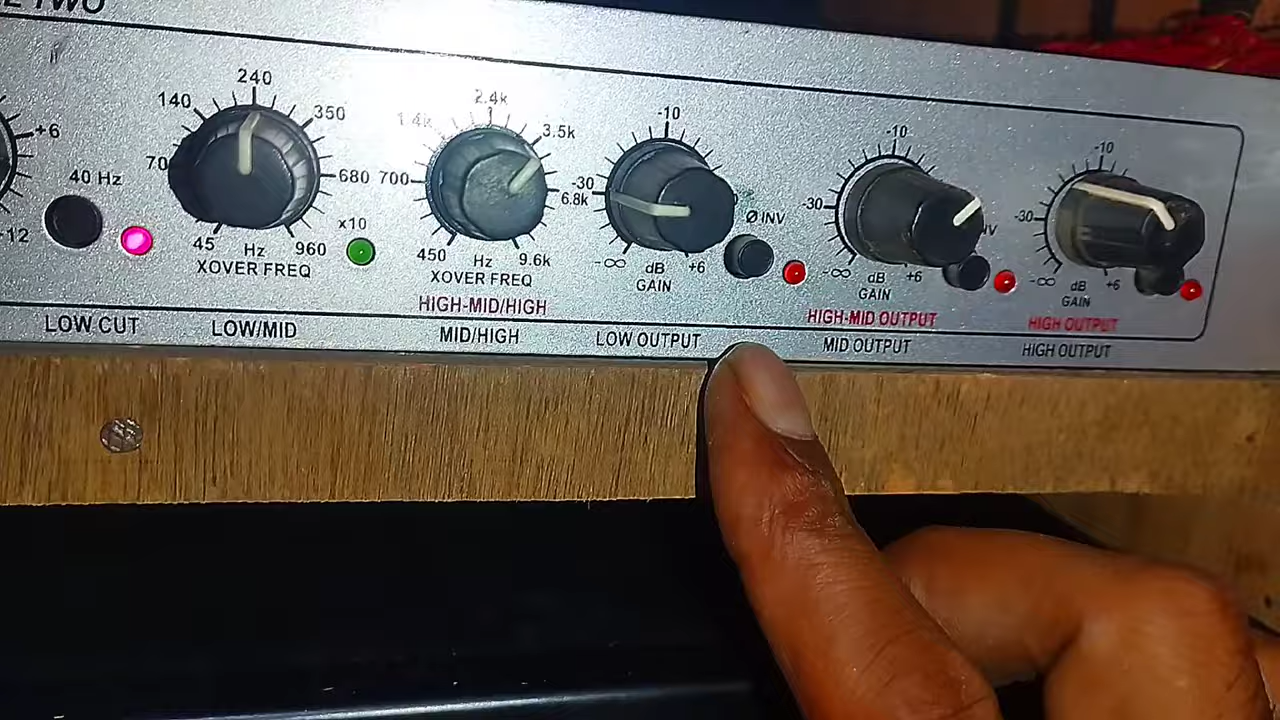 TWO
+6
-12
40 Hz
LOW CUT
240
140
350
70
680
45
Hz
960
x10
XOVER FREQ
LOW/MID
2.4k
1.4k
3.5k
700
6.8k
450
Hz
9.6k
XOVER FREQ
HIGH-MID/HIGH
MID/HIGH
-10
-30
-∞
dB
+6
GAIN
LOW OUTPUT
Ø INV
-10
-30
-∞
dB
+6
GAIN
HIGH-MID OUTPUT
MID OUTPUT
-10
-30
-∞
dB
+6
GAIN
HIGH OUTPUT
HIGH OUTPUT